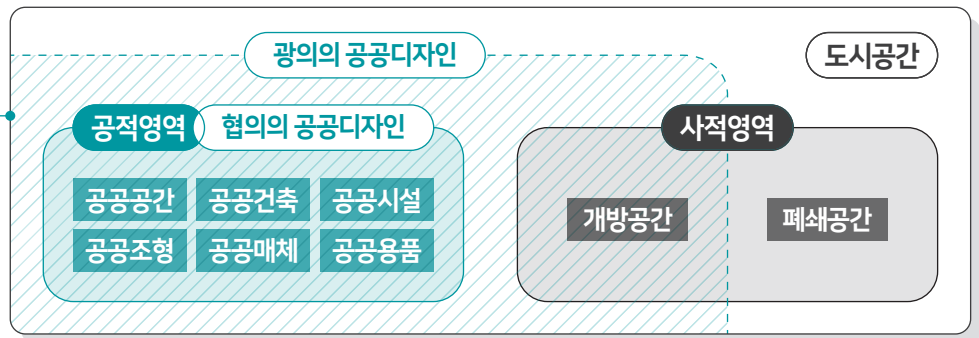 광의의 공공디자인
도시공간
공적영역
협의의 공공디자인
사적영역
공공공간
공공건축
공공시설
개방공간
폐쇄공간
공공조형
공공매체
공공용품